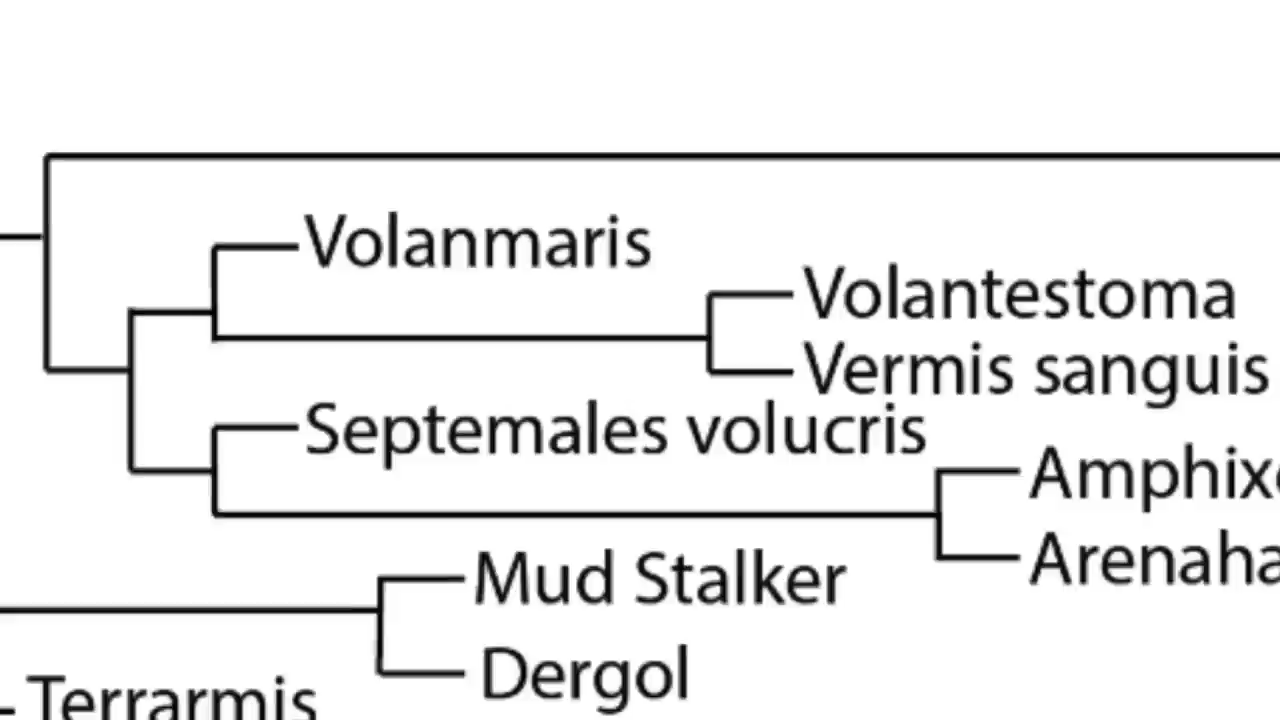 Volanmaris
Volantestoma
Vermis sanguis
Septemales volucris
Mud Stalker
Dergol
Terrarmis